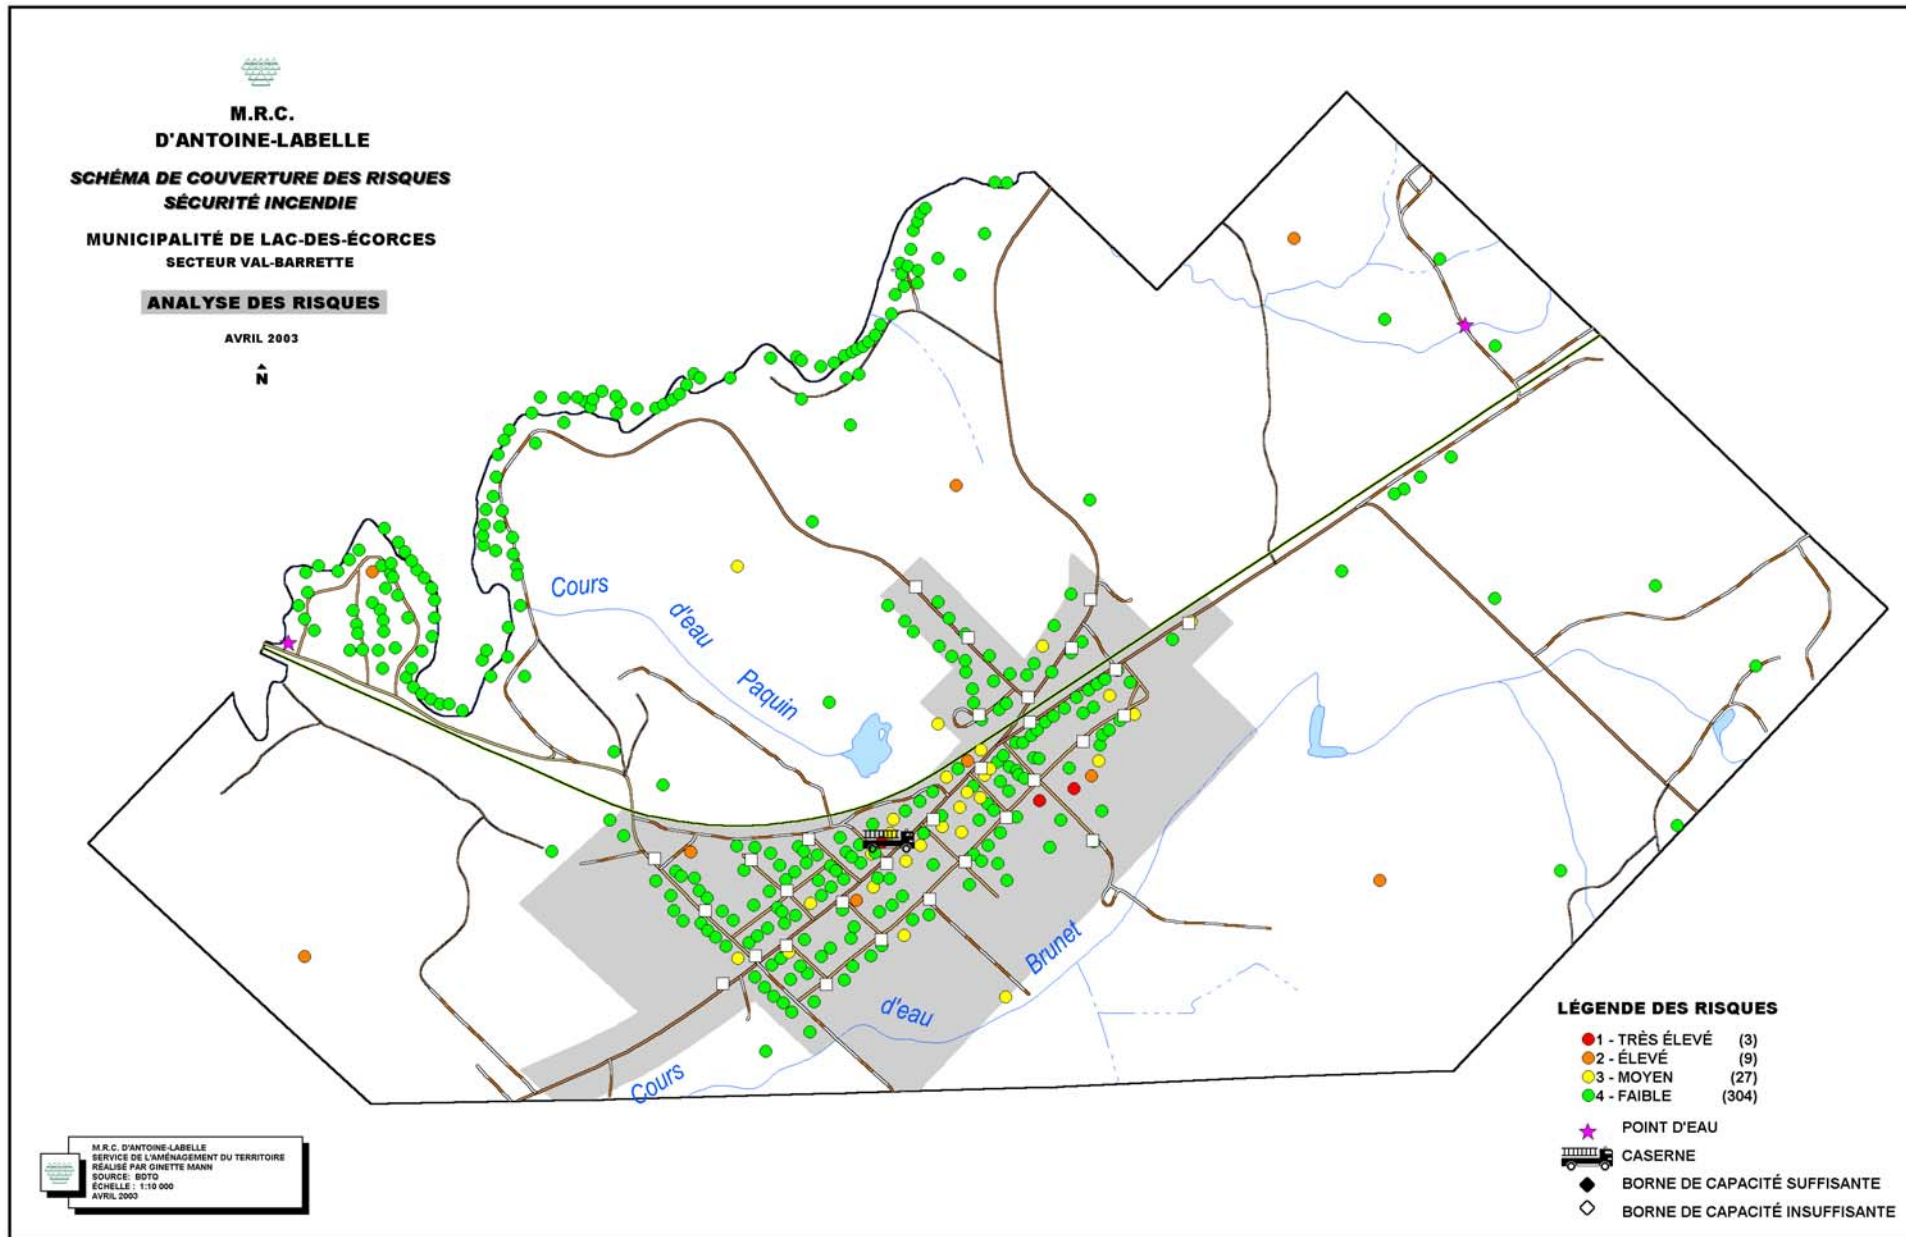 M.R.C.
D'ANTOINE-LABELLE
SCHÉMA DE COUVERTURE DES RISQUES
SÉCURITÉ INCENDIE
MUNICIPALITÉ DE LAC-DES-ÉCORCES
SECTEUR VAL-BARRETTE
ANALYSE DES RISQUES
AVRIL 2003
N
Cours
d'eau
Paquin
Brunet
d'eau
Cours
LÉGENDE DES RISQUES
1 - TRÈS ÉLEVÉ (3)
2 - ÉLEVÉ (9)
3 - MOYEN (27)
4 - FAIBLE (304)
POINT D'EAU
CASERNE
BORNE DE CAPACITÉ SUFFISANTE
BORNE DE CAPACITÉ INSUFFISANTE
M.R.C. D'ANTOINE-LABELLE
SERVICE DE L'AMÉNAGEMENT DU TERRITOIRE
RÉALISÉ PAR GINETTE MANN
SOURCE: BDTQ
ÉCHELLE : 1:10 000
AVRIL 2003